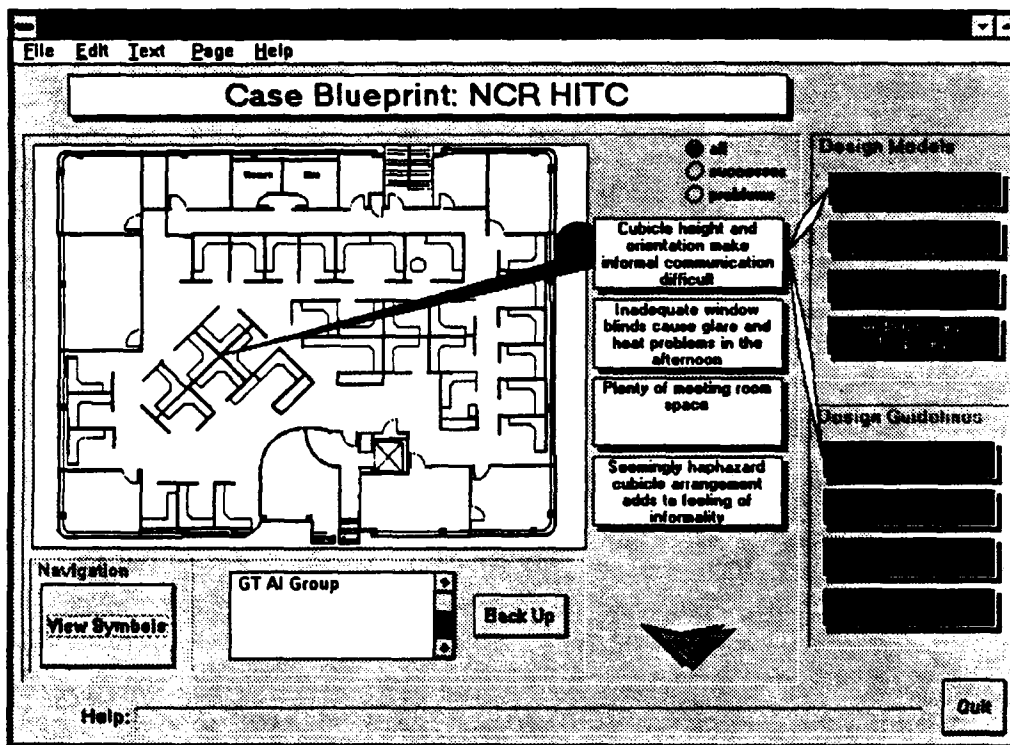 File Edit Text Page Help
Case Blueprint: NCR HITC
all
successes
problems
Design Models
Cubicle height and
orientation make
informal communication
difficult
Inadequate window
blinds cause glare and
heat problems in the
afternoon
Plenty of meeting room
space
Design Guidelines
Seemingly haphazard
cubicle arrangement
adds to feeling of
informality
Navigation
View Symbols
GT AI Group
Back Up
Help:
Quit